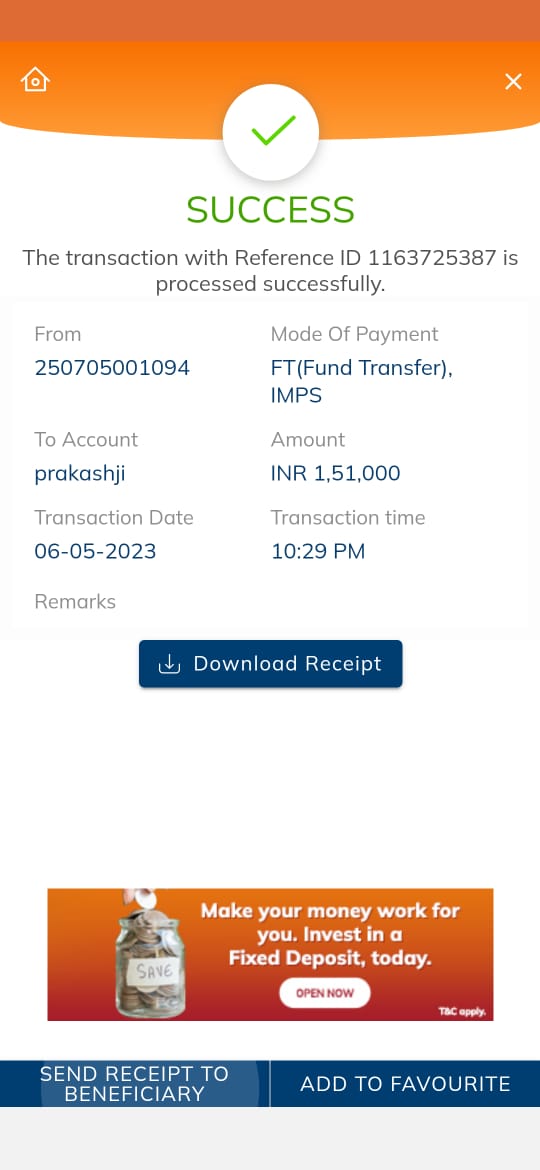 SUCCESS
The transaction with Reference ID 1163725387 is
processed successfully.
From
250705001094
Mode Of Payment
FT(Fund Transfer),
IMPS
To Account
prakashji
Amount
INR 1,51,000
Transaction Date
06-05-2023
Transaction time
10:29 PM
Remarks
Download Receipt
SAVE
Make your money work for
you. Invest in a
Fixed Deposit, today.
OPEN NOW
T&C apply.
SEND RECEIPT TO
BENEFICIARY
ADD TO FAVOURITE